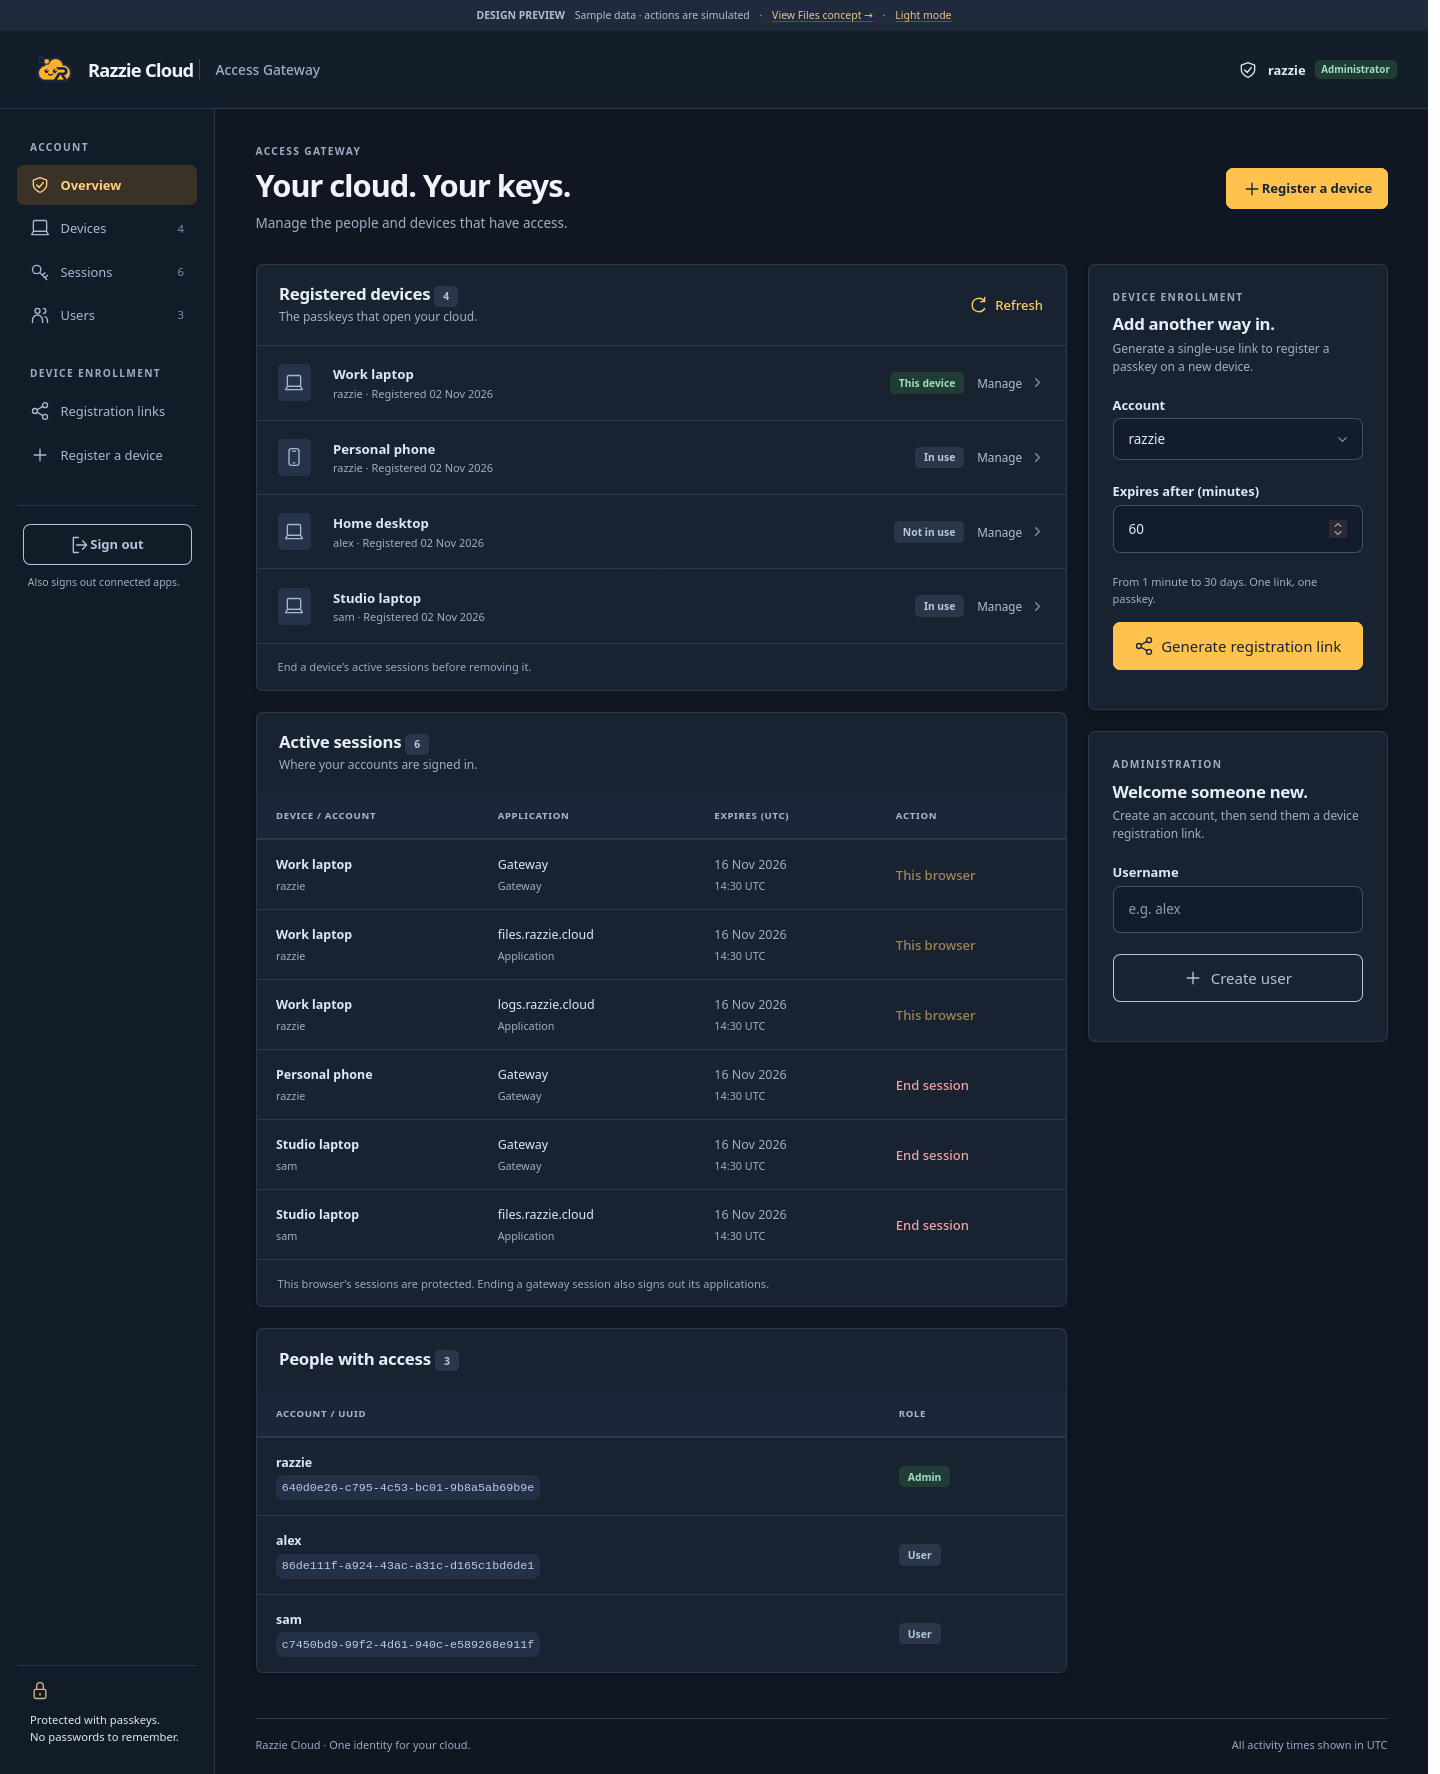 DESIGN PREVIEW Sample data · actions are simulated · View Files concept → · Light mode
Razzie Cloud Access Gateway
razzie Administrator
ACCOUNT
Overview
Devices 4
Sessions 6
Users 3
DEVICE ENROLLMENT
Registration links
Register a device
Sign out
Also signs out connected apps.
Protected with passkeys.
No passwords to remember.
ACCESS GATEWAY
Your cloud. Your keys.
Manage the people and devices that have access.
Register a device
Registered devices 4
The passkeys that open your cloud.
Refresh
Work laptop
razzie · Registered 02 Nov 2026
This device Manage
Personal phone
razzie · Registered 02 Nov 2026
In use Manage
Home desktop
alex · Registered 02 Nov 2026
Not in use Manage
Studio laptop
sam · Registered 02 Nov 2026
In use Manage
End a device’s active sessions before removing it.
Active sessions 6
Where your accounts are signed in.
DEVICE / ACCOUNT APPLICATION EXPIRES (UTC) ACTION
Work laptop Gateway 16 Nov 2026 This browser
razzie Gateway 14:30 UTC
Work laptop files.razzie.cloud 16 Nov 2026 This browser
razzie Application 14:30 UTC
Work laptop logs.razzie.cloud 16 Nov 2026 This browser
razzie Application 14:30 UTC
Personal phone Gateway 16 Nov 2026 End session
razzie Gateway 14:30 UTC
Studio laptop Gateway 16 Nov 2026 End session
sam Gateway 14:30 UTC
Studio laptop files.razzie.cloud 16 Nov 2026 End session
sam Application 14:30 UTC
This browser’s sessions are protected. Ending a gateway session also signs out its applications.
People with access 3
ACCOUNT / UUID ROLE
razzie
640d0e26-c795-4c53-bc01-9b8a5ab69b9e
Admin
alex
86de111f-a924-43ac-a31c-d165c1bd6de1
User
sam
c7450bd9-99f2-4d61-940c-e589268e911f
User
DEVICE ENROLLMENT
Add another way in.
Generate a single-use link to register a
passkey on a new device.
Account
razzie
Expires after (minutes)
60
From 1 minute to 30 days. One link, one
passkey.
Generate registration link
ADMINISTRATION
Welcome someone new.
Create an account, then send them a device
registration link.
Username
e.g. alex
Create user
Razzie Cloud · One identity for your cloud.
All activity times shown in UTC